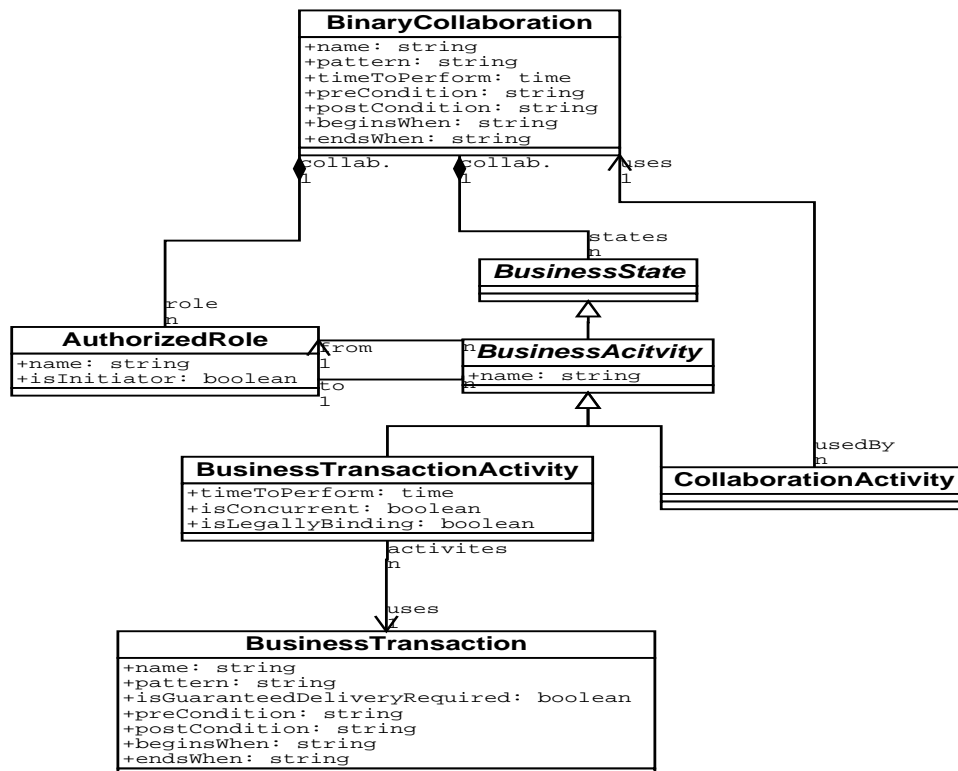 BinaryCollaboration
+name: string
+pattern: string
+timeToPerform: time
+preCondition: string
+postCondition: string
+beginsWhen: string
+endsWhen: string
collab.
1
collab.
1
uses
1
states
n
BusinessState
role
n
AuthorizedRole
+name: string
+isInitiator: boolean
from
1
n
to
1
n
BusinessAcitvity
+name: string
usedBy
n
BusinessTransactionActivity
+timeToPerform: time
+isConcurrent: boolean
+isLegallyBinding: boolean
CollaborationActivity
activites
n
uses
1
BusinessTransaction
+name: string
+pattern: string
+isGuaranteedDeliveryRequired: boolean
+preCondition: string
+postCondition: string
+beginsWhen: string
+endsWhen: string